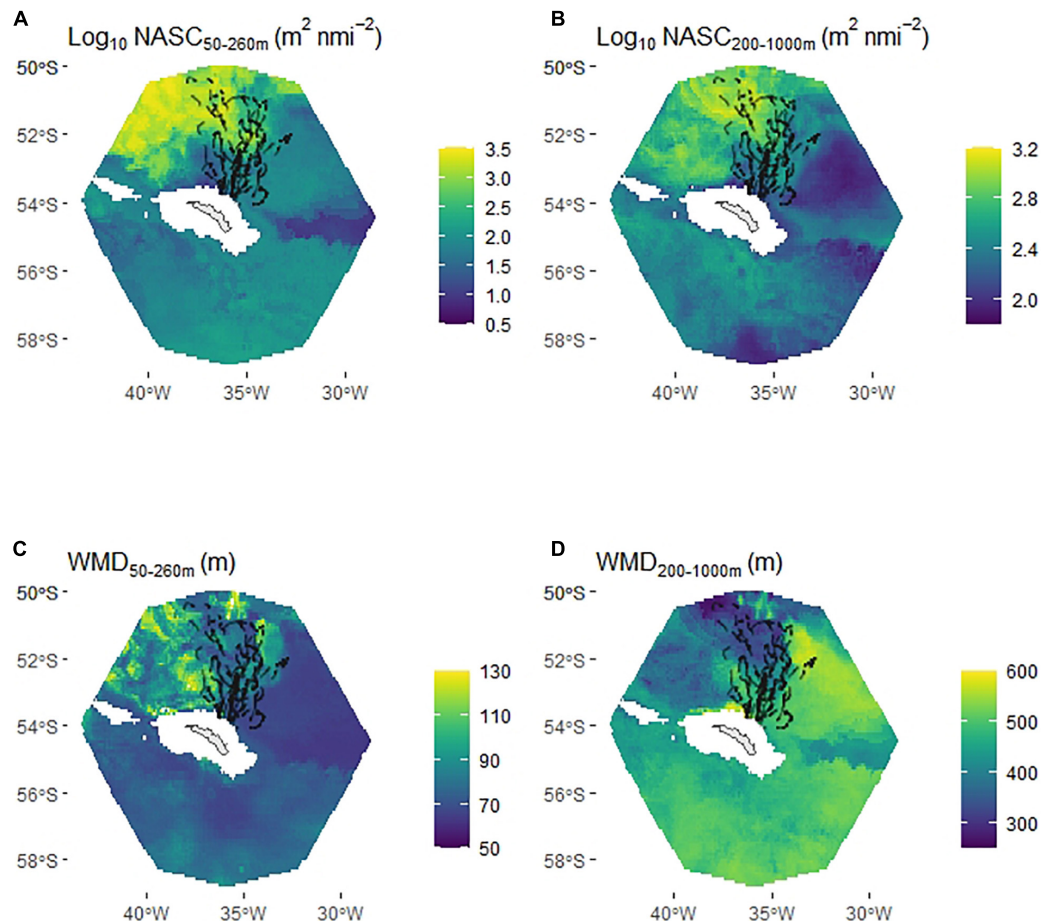 A
Log₁₀ NASC₅₀₋₂₆₀ₘ (m² nmi⁻²)
50°S
52°S
54°S
56°S
58°S
40°W 35°W 30°W
3.5
3.0
2.5
2.0
1.5
1.0
0.5
B
Log₁₀ NASC₂₀₀₋₁₀₀₀ₘ (m² nmi⁻²)
50°S
52°S
54°S
56°S
58°S
40°W 35°W 30°W
3.2
2.8
2.4
2.0
C
WMD₅₀₋₂₆₀ₘ (m)
50°S
52°S
54°S
56°S
58°S
40°W 35°W 30°W
130
110
90
70
50
D
WMD₂₀₀₋₁₀₀₀ₘ (m)
50°S
52°S
54°S
56°S
58°S
40°W 35°W 30°W
600
500
400
300